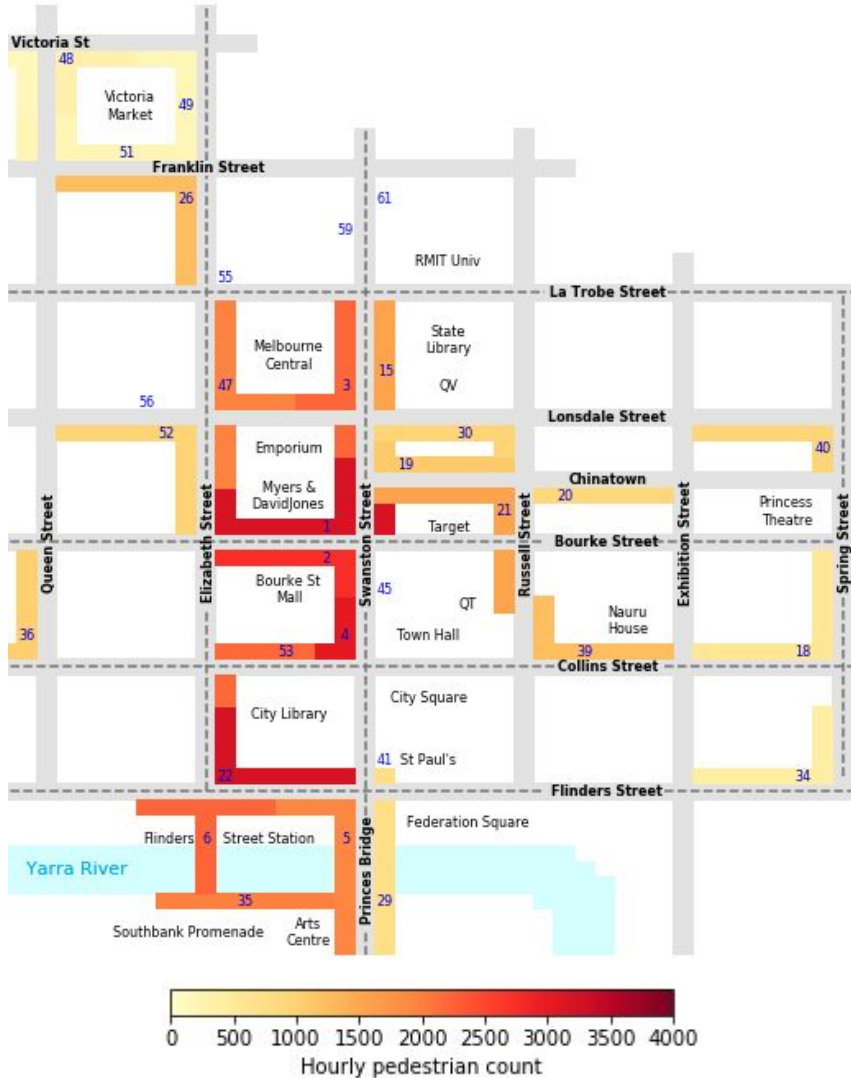 Victoria St
48
Victoria
Market
49
51
Franklin Street
26
61
59
RMIT Univ
55
La Trobe Street
State
Library
Melbourne
Central
15
47
3
QV
56
Lonsdale Street
52
30
Emporium
40
19
Chinatown
Myers &
DavidJones
20
Princess
Theatre
21
1
Target
Queen Street
Elizabeth Street
Swanston Street
Russell Street
Exhibition Street
Spring Street
Bourke Street
2
Bourke St
Mall
45
QT
Nauru
House
36
4
Town Hall
53
39
18
Collins Street
City Square
City Library
41
St Paul's
22
34
Flinders Street
Federation Square
Flinders
6
Street Station
5
Yarra River
Princes Bridge
35
29
Southbank Promenade
Arts
Centre
0
500
1000
1500
2000
2500
3000
3500
4000
Hourly pedestrian count